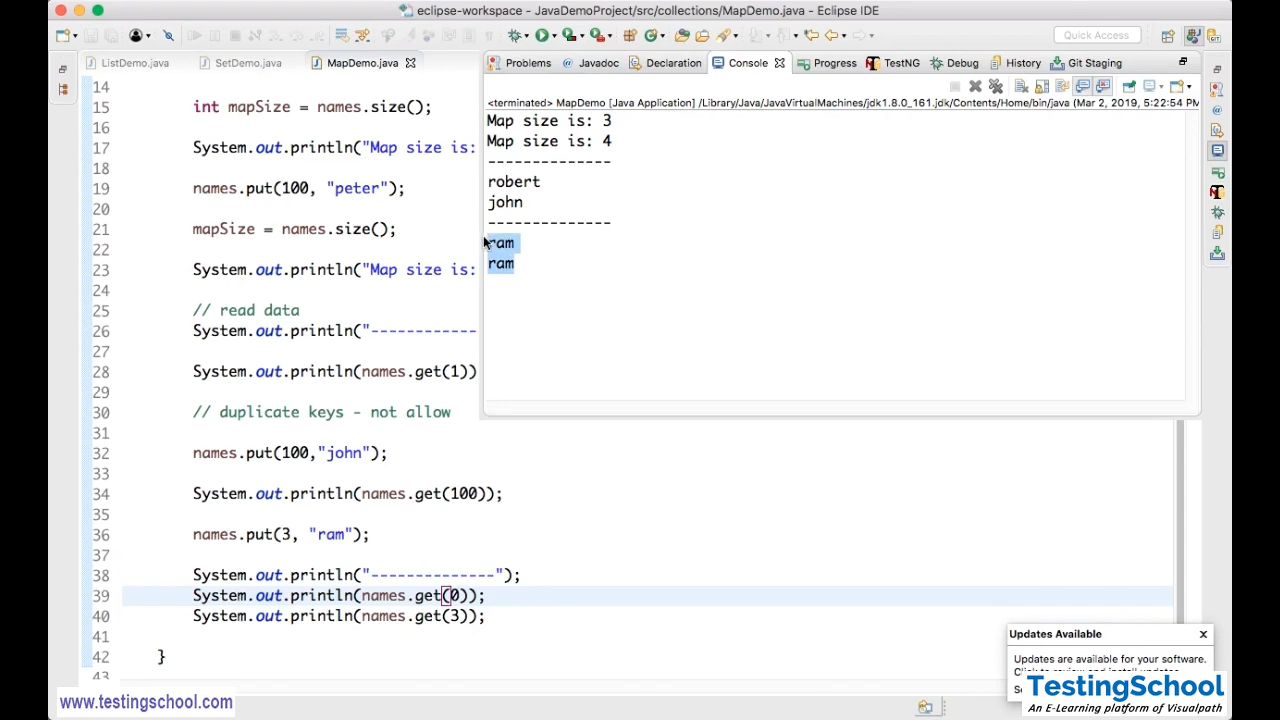 eclipse-workspace - JavaDemoProject/src/collections/MapDemo.java - Eclipse IDE
Quick Access
ListDemo.java SetDemo.java MapDemo.java
Problems Javadoc Declaration Console Progress TestNG Debug History Git Staging
<terminated> MapDemo [Java Application] /Library/Java/JavaVirtualMachines/jdk1.8.0_161.jdk/Contents/Home/bin/java (Mar 2, 2019, 5:22:54 PM
Map size is: 3
Map size is: 4
--------------
robert
john
--------------
ram
ram
14
15 int mapSize = names.size();
16
17 System.out.println("Map size is:
18
19 names.put(100, "peter");
20
21 mapSize = names.size();
22
23 System.out.println("Map size is:
24
25 // read data
26 System.out.println("------------
27
28 System.out.println(names.get(1))
29
30 // duplicate keys - not allow
31
32 names.put(100,"john");
33
34 System.out.println(names.get(100));
35
36 names.put(3, "ram");
37
38 System.out.println("--------------");
39 System.out.println(names.get(0));
40 System.out.println(names.get(3));
41
42 }
43
Updates Available
Updates are available for your software.
www.testingschool.com
TestingSchool
An E-Learning platform of Visualpath